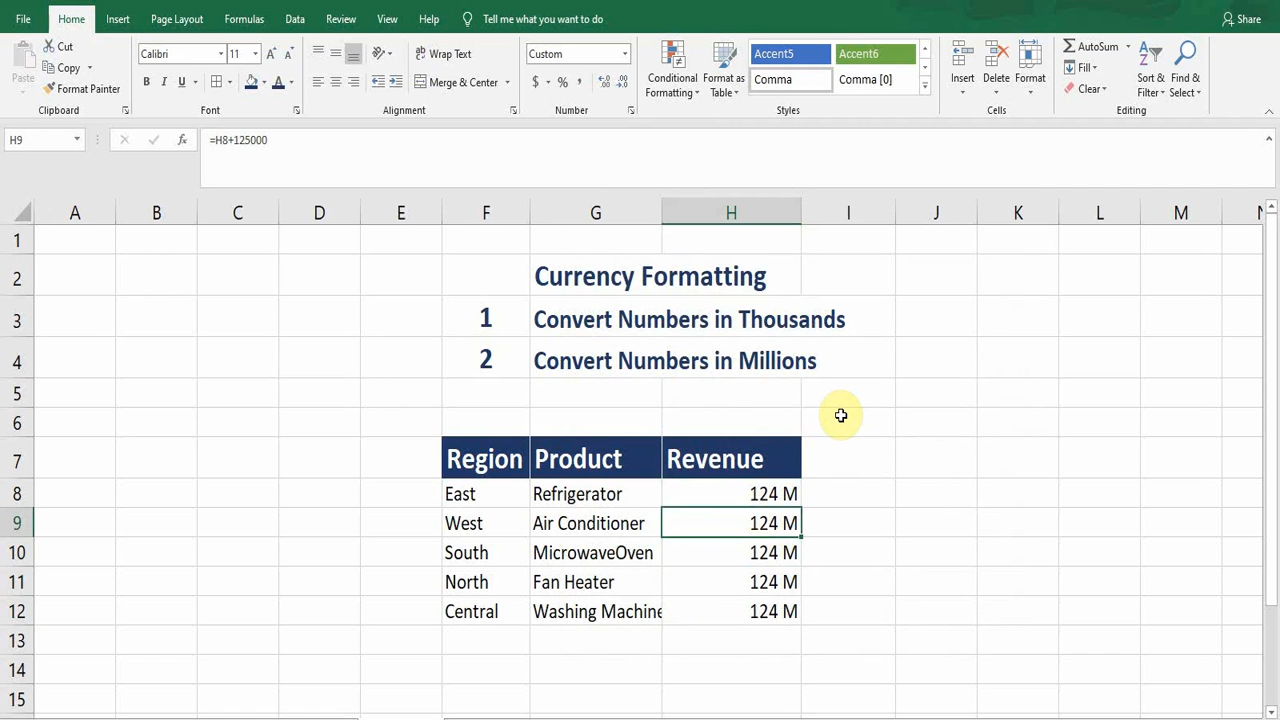 File Home Insert Page Layout Formulas Data Review View Help Tell me what you want to do Share
Paste Cut Copy Format Painter Clipboard
Calibri 11 A A B I U A Font
Wrap Text Merge & Center Alignment
Custom $ % , Number
Conditional Formatting Format as Table Accent5 Accent6 Comma Comma [0] Styles
Insert Delete Format Cells
AutoSum Fill Clear Sort & Filter Find & Select Editing
H9 fx =H8+125000
A B C D E F G H I J K L M N
1
2 Currency Formatting
3 1 Convert Numbers in Thousands
4 2 Convert Numbers in Millions
5
6
7 Region Product Revenue
8 East Refrigerator 124 M
9 West Air Conditioner 124 M
10 South MicrowaveOven 124 M
11 North Fan Heater 124 M
12 Central Washing Machine 124 M
13
14
15